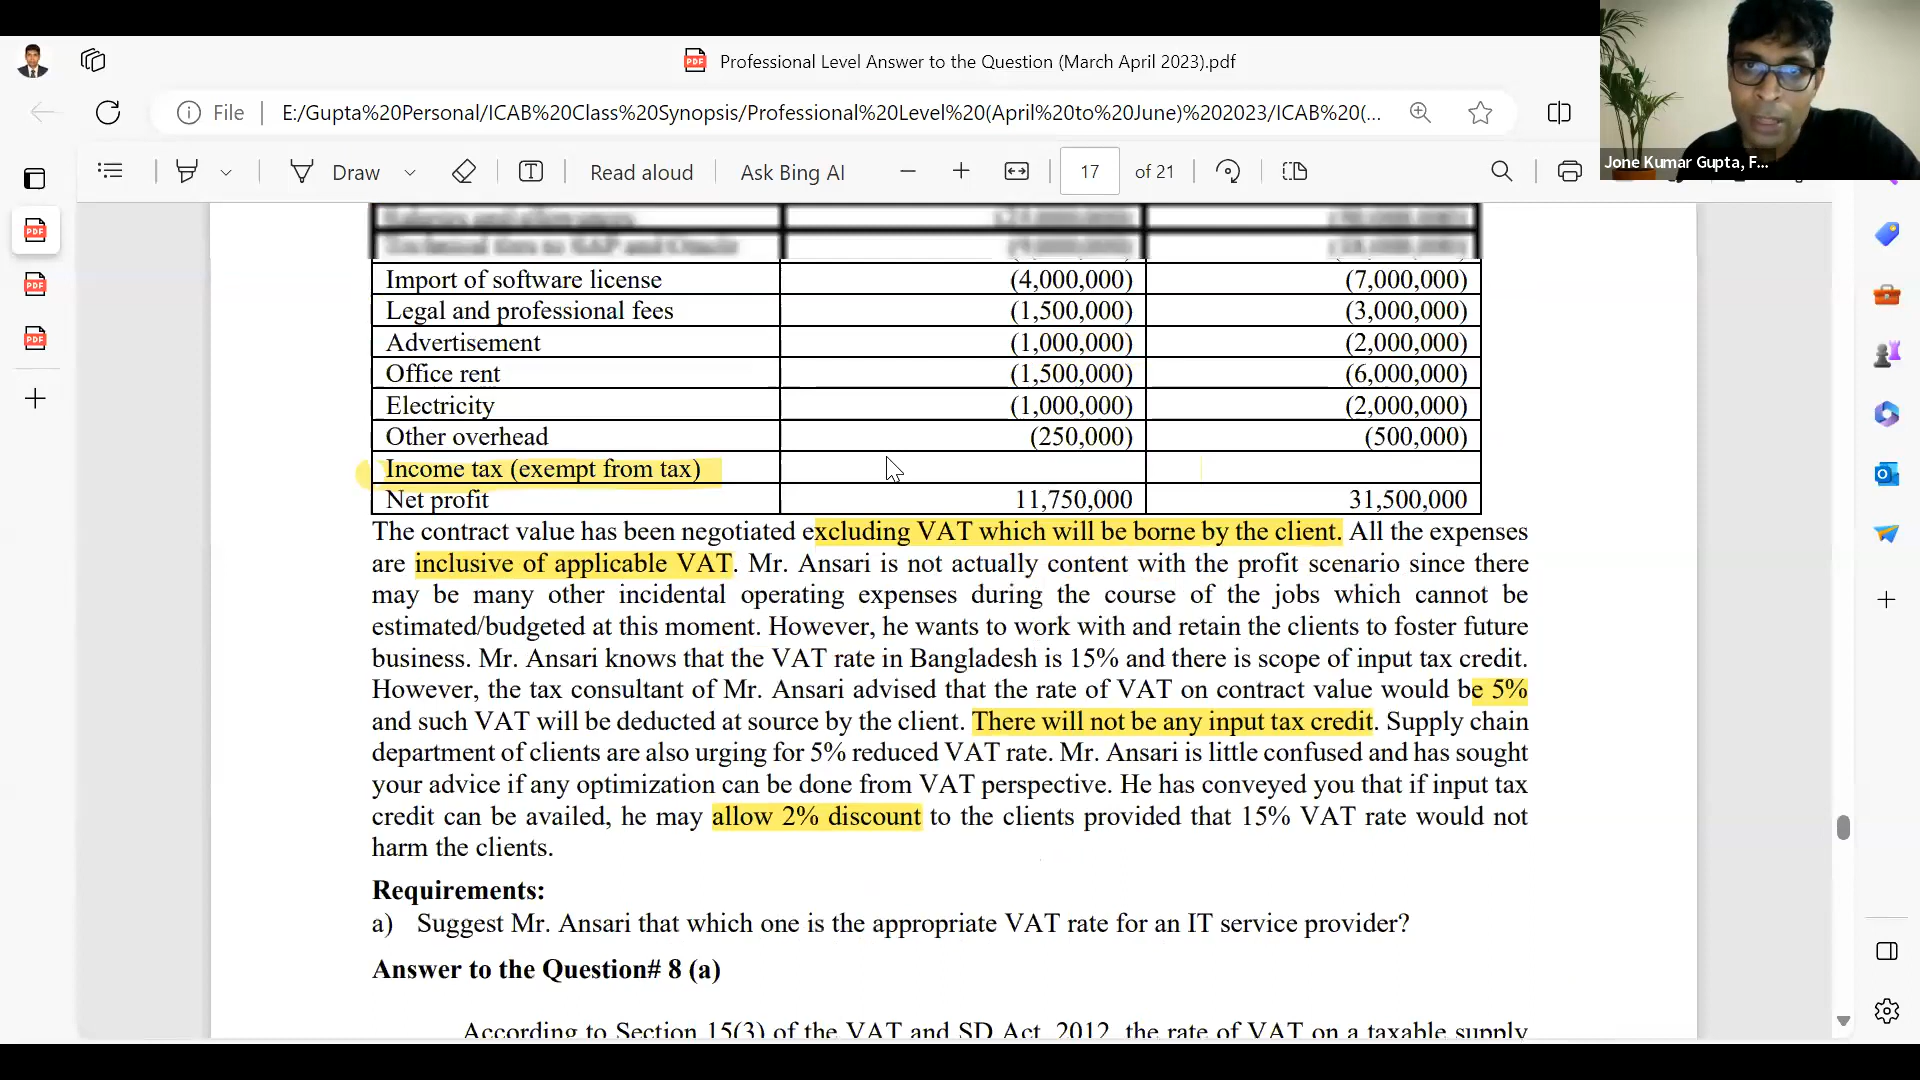 Professional Level Answer to the Question (March April 2023).pdf
File E:/Gupta%20Personal/ICAB%20Class%20Synopsis/Professional%20Level%20(April%20to%20June)%202023/ICAB%20(...
Jone Kumar Gupta, F...
Draw Read aloud Ask Bing AI 17 of 21
Import of software license (4,000,000) (7,000,000)
Legal and professional fees (1,500,000) (3,000,000)
Advertisement (1,000,000) (2,000,000)
Office rent (1,500,000) (6,000,000)
Electricity (1,000,000) (2,000,000)
Other overhead (250,000) (500,000)
Income tax (exempt from tax)
Net profit 11,750,000 31,500,000
The contract value has been negotiated excluding VAT which will be borne by the client. All the expenses
are inclusive of applicable VAT. Mr. Ansari is not actually content with the profit scenario since there
may be many other incidental operating expenses during the course of the jobs which cannot be
estimated/budgeted at this moment. However, he wants to work with and retain the clients to foster future
business. Mr. Ansari knows that the VAT rate in Bangladesh is 15% and there is scope of input tax credit.
However, the tax consultant of Mr. Ansari advised that the rate of VAT on contract value would be 5%
and such VAT will be deducted at source by the client. There will not be any input tax credit. Supply chain
department of clients are also urging for 5% reduced VAT rate. Mr. Ansari is little confused and has sought
your advice if any optimization can be done from VAT perspective. He has conveyed you that if input tax
credit can be availed, he may allow 2% discount to the clients provided that 15% VAT rate would not
harm the clients.
Requirements:
a) Suggest Mr. Ansari that which one is the appropriate VAT rate for an IT service provider?
Answer to the Question# 8 (a)
According to Section 15(3) of the VAT and SD Act, 2012, the rate of VAT on a taxable supply